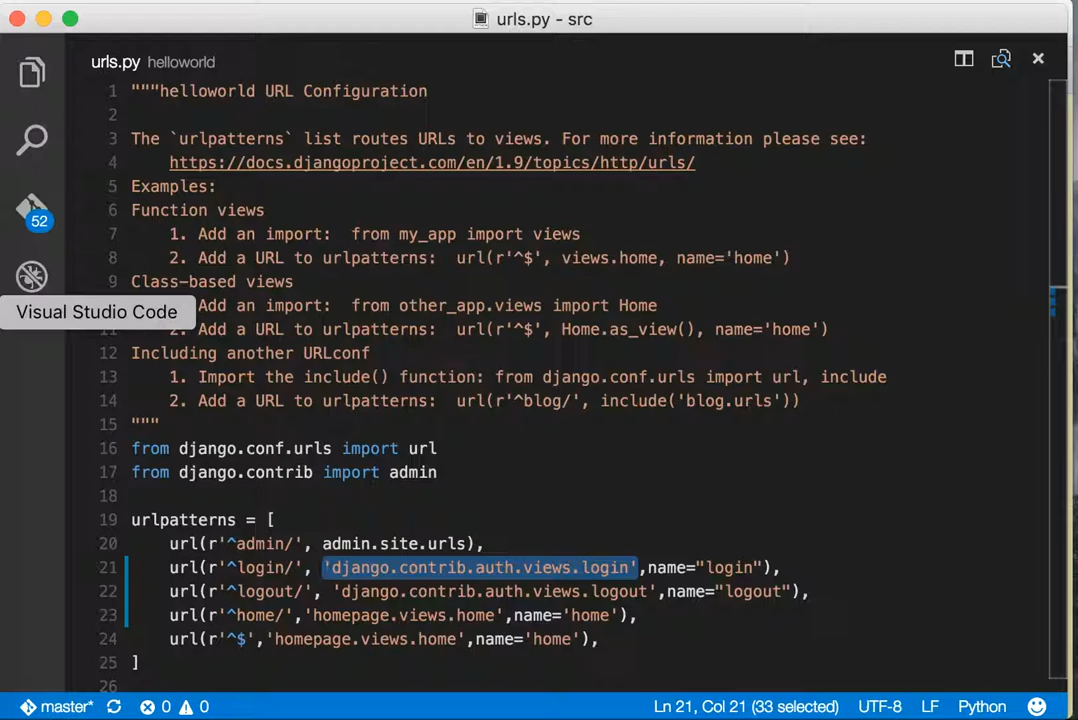 urls.py - src
urls.py helloworld
1 """helloworld URL Configuration
2
3 The `urlpatterns` list routes URLs to views. For more information please see:
4     https://docs.djangoproject.com/en/1.9/topics/http/urls/
5 Examples:
6 Function views
7     1. Add an import:  from my_app import views
8     2. Add a URL to urlpatterns:  url(r'^$', views.home, name='home')
52
9 Class-based views
Add an import:  from other_app.views import Home
Visual Studio Code
11     2. Add a URL to urlpatterns:  url(r'^$', Home.as_view(), name='home')
12 Including another URLconf
13     1. Import the include() function: from django.conf.urls import url, include
14     2. Add a URL to urlpatterns:  url(r'^blog/', include('blog.urls'))
15 """
16 from django.conf.urls import url
17 from django.contrib import admin
18
19 urlpatterns = [
20     url(r'^admin/', admin.site.urls),
21     url(r'^login/', 'django.contrib.auth.views.login',name="login"),
22     url(r'^logout/', 'django.contrib.auth.views.logout',name="logout"),
23     url(r'^home/','homepage.views.home',name='home'),
24     url(r'^$','homepage.views.home',name='home'),
25 ]
26
master* 0 0 Ln 21, Col 21 (33 selected) UTF-8 LF Python